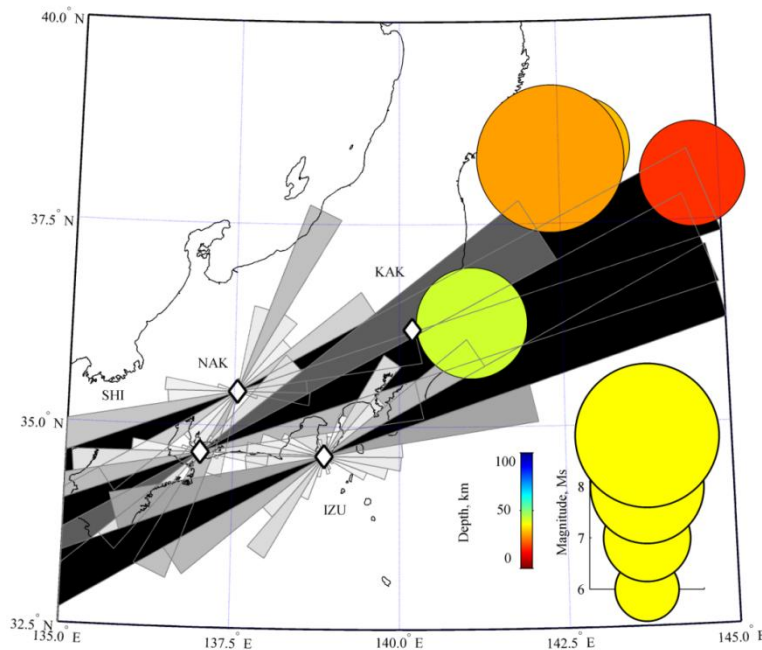 40.0° N
37.5° N
KAK
NAK
SHI
35.0° N
IZU
Depth, km
100
50
0
Magnitude, Ms
8
7
6
32.5° N
135.0° E
137.5° E
140.0° E
142.5° E
145.0° E